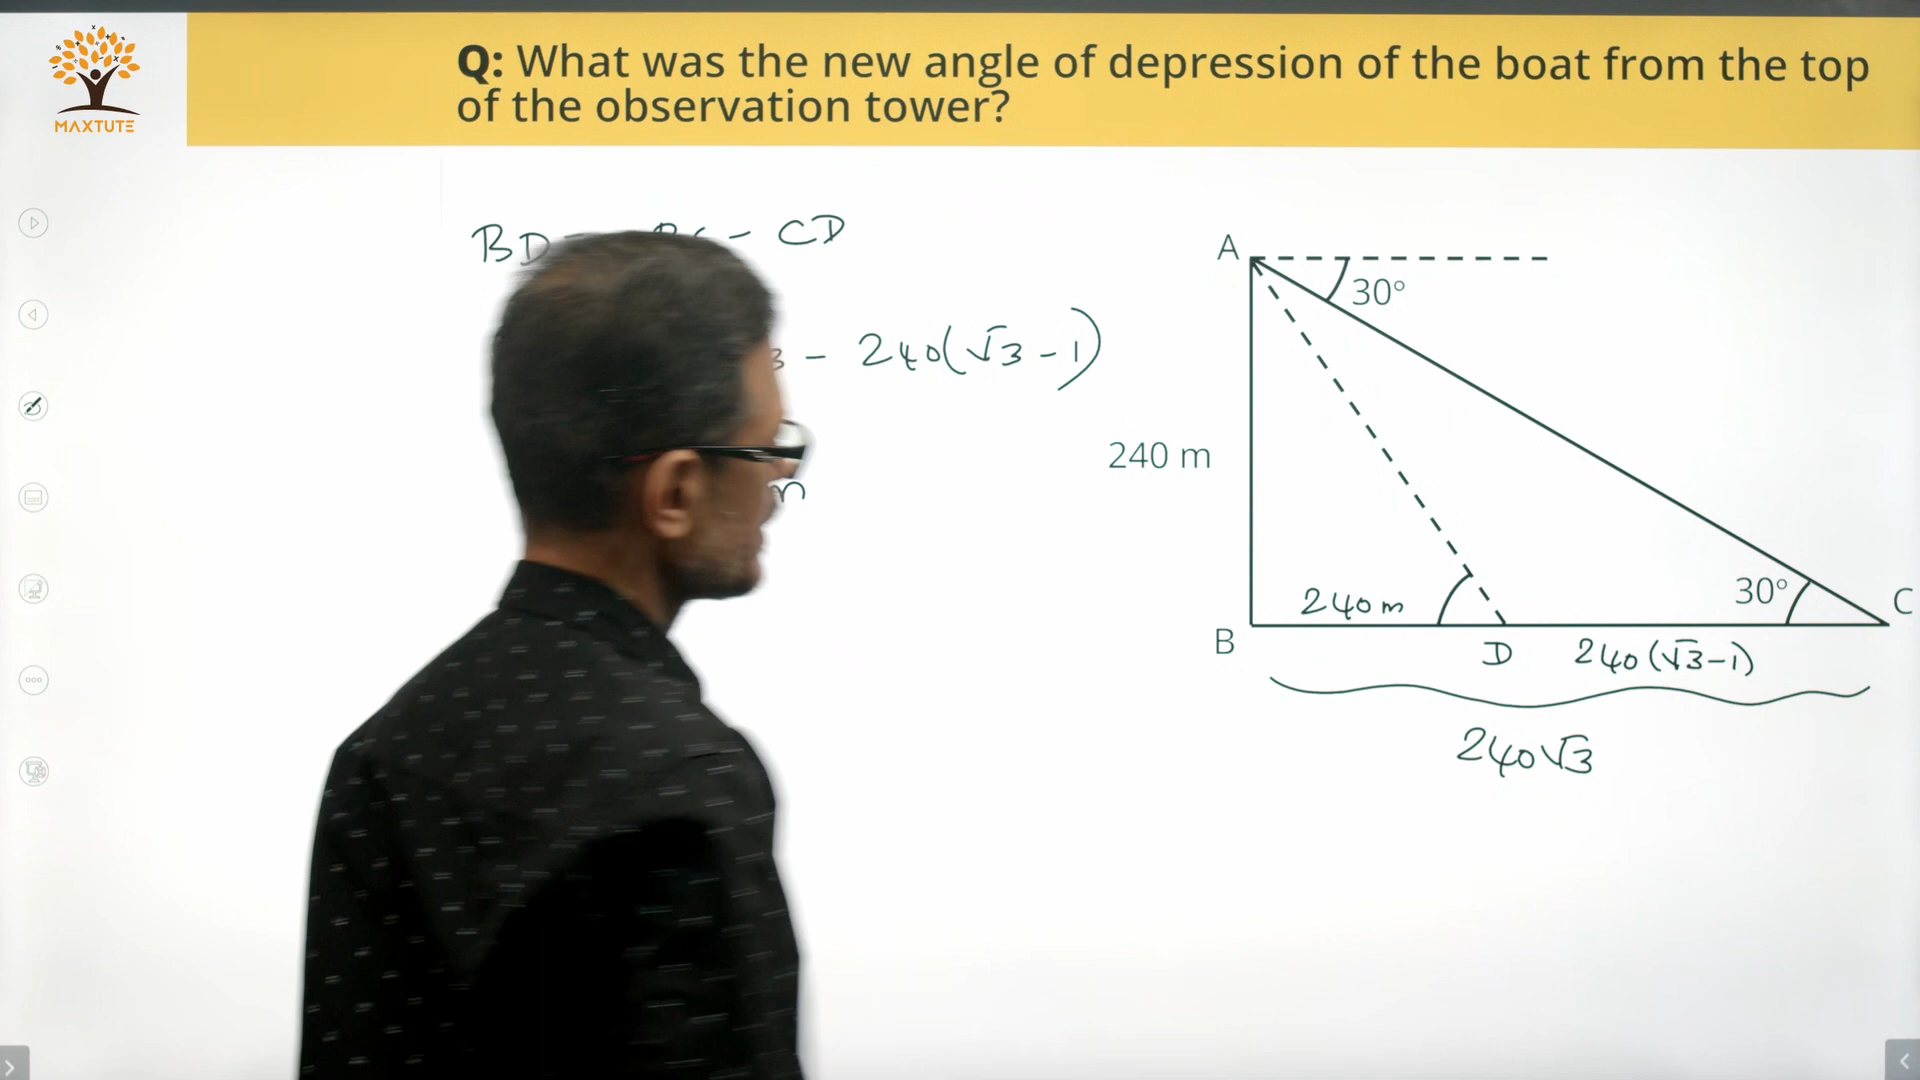 MAXTUTE
Q: What was the new angle of depression of the boat from the top
of the observation tower?
BD - CD
- 240(√3-1)
m
A
30°
240 m
240 m
30°
C
B
D
240(√3-1)
240√3